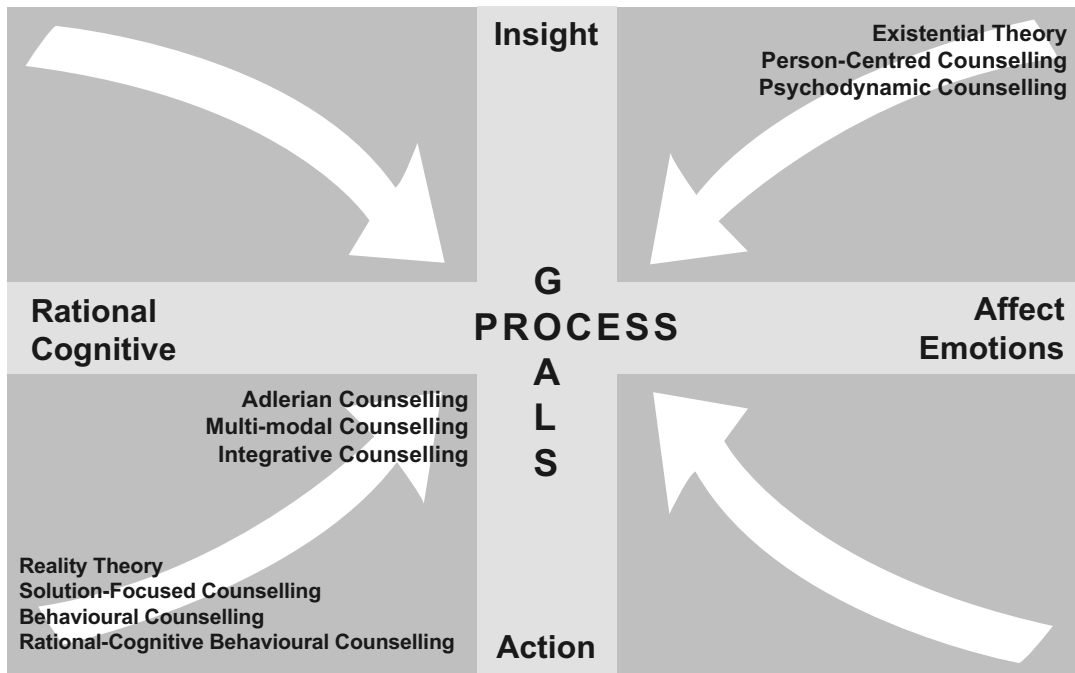 Insight
Existential Theory
Person-Centred Counselling
Psychodynamic Counselling
Rational
Cognitive
GOALS
PROCESS
Affect
Emotions
Adlerian Counselling
Multi-modal Counselling
Integrative Counselling
Reality Theory
Solution-Focused Counselling
Behavioural Counselling
Rational-Cognitive Behavioural Counselling
Action